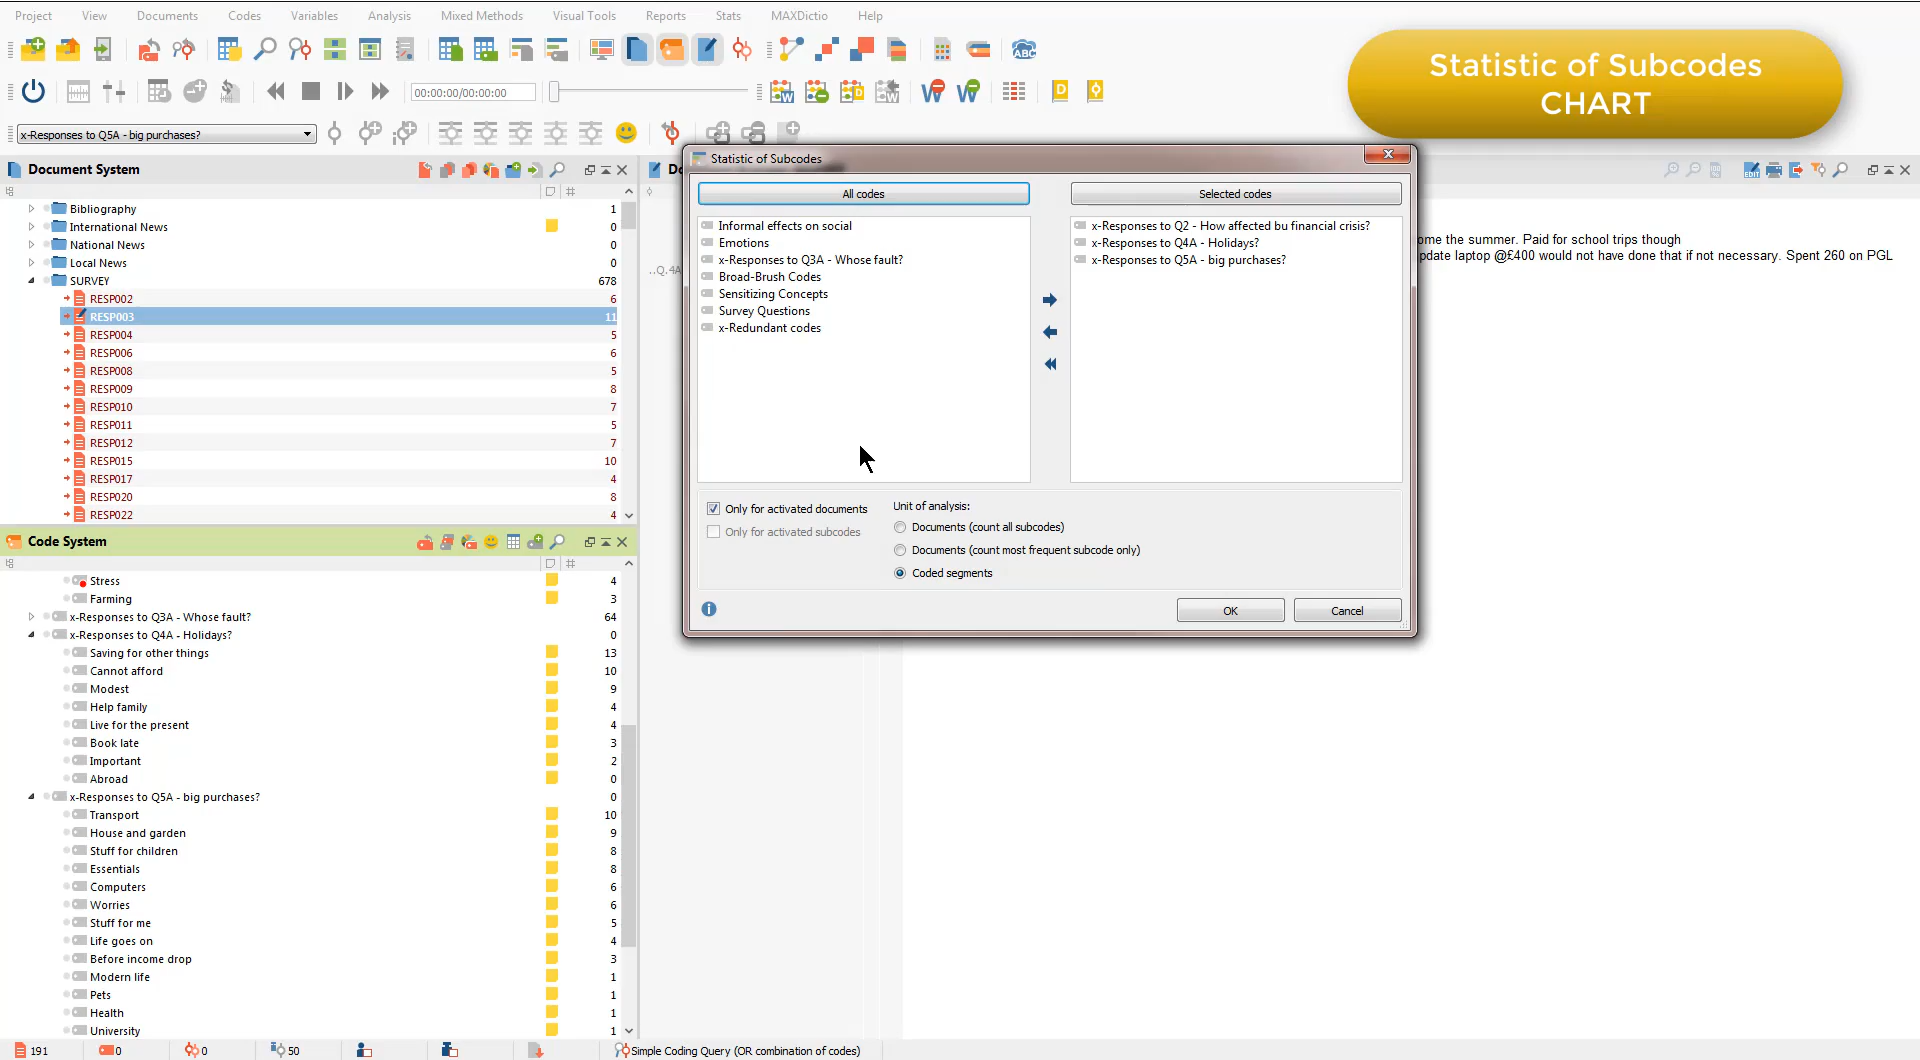 Project View Documents Codes Variables Analysis Mixed Methods Visual Tools Reports Stats MAXDictio Help
Statistic of Subcodes
CHART
ABC
00:00:00/00:00:00
W W D
x-Responses to Q5A - big purchases?
Document System
#
Bibliography 1
International News 0
National News 0
Local News 0
SURVEY 678
RESP002 6
RESP003 11
RESP004 5
RESP006 6
RESP008 5
RESP009 8
RESP010 7
RESP011 5
RESP012 7
RESP015 10
RESP017 4
RESP020 8
RESP022 4
Code System
#
Stress 4
Farming 3
x-Responses to Q3A - Whose fault? 64
x-Responses to Q4A - Holidays? 0
Saving for other things 13
Cannot afford 10
Modest 9
Help family 4
Live for the present 4
Book late 3
Important 2
Abroad 0
x-Responses to Q5A - big purchases? 0
Transport 10
House and garden 9
Stuff for children 8
Essentials 8
Computers 6
Worries 6
Stuff for me 5
Life goes on 4
Before income drop 3
Modern life 1
Pets 1
Health 1
University 1
Do
EDIT
..Q.4A
ome the summer. Paid for school trips though
pdate laptop @£400 would not have done that if not necessary. Spent 260 on PGL
Statistic of Subcodes
All codes
Informal effects on social
Emotions
x-Responses to Q3A - Whose fault?
Broad-Brush Codes
Sensitizing Concepts
Survey Questions
x-Redundant codes
Selected codes
x-Responses to Q2 - How affected bu financial crisis?
x-Responses to Q4A - Holidays?
x-Responses to Q5A - big purchases?
Only for activated documents
Only for activated subcodes
Unit of analysis:
Documents (count all subcodes)
Documents (count most frequent subcode only)
Coded segments
OK
Cancel
191 0 0 50 Simple Coding Query (OR combination of codes)